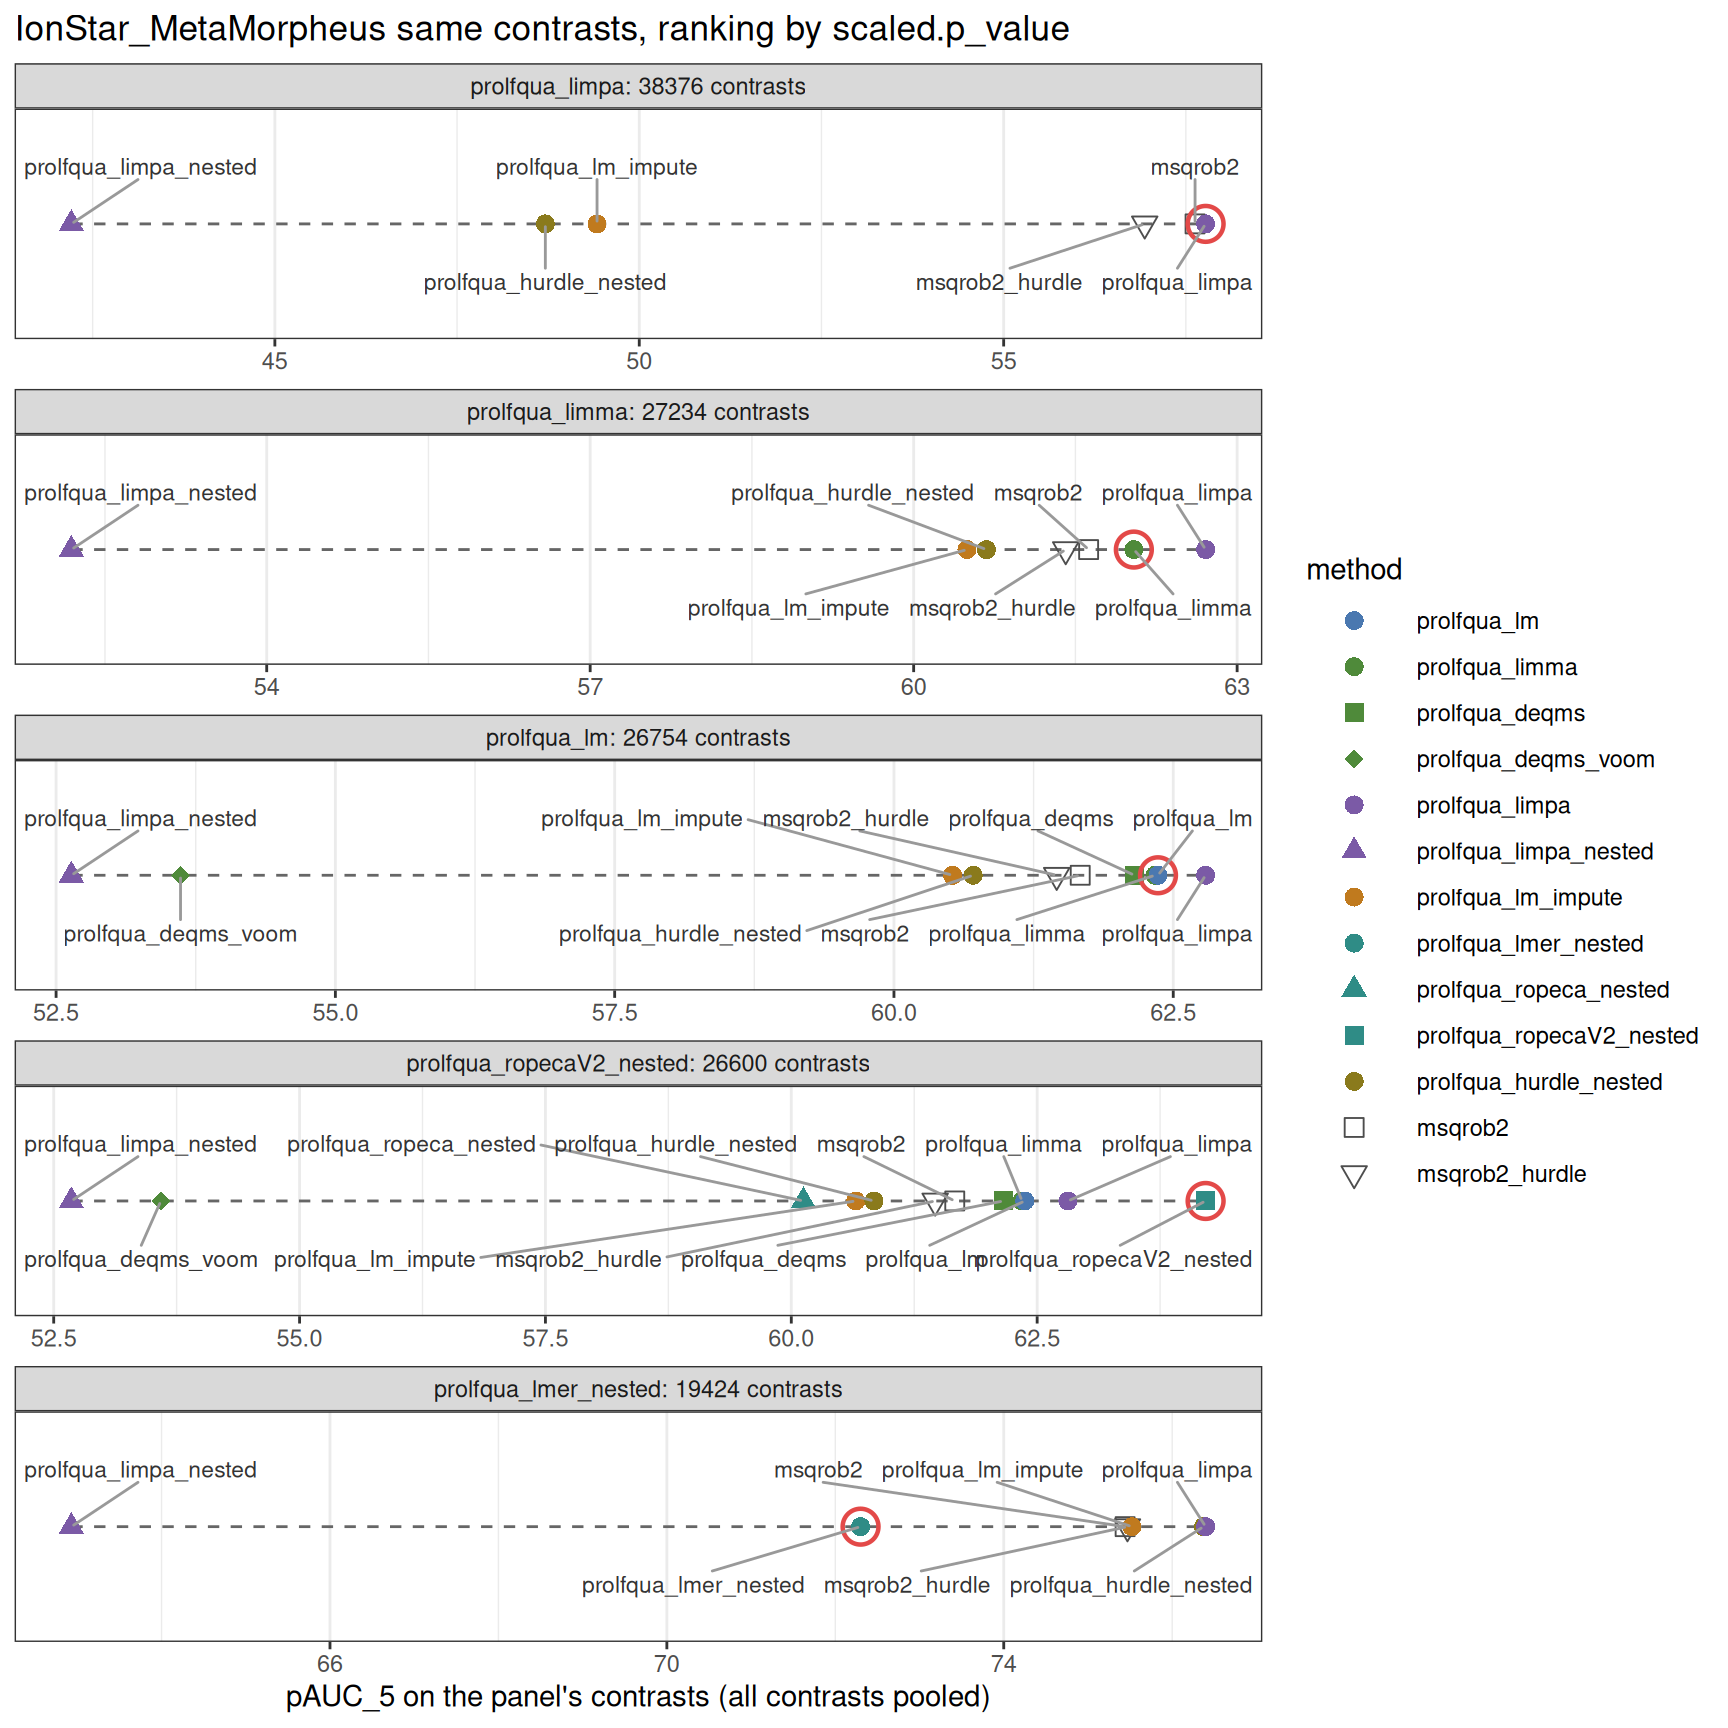 IonStar_MetaMorpheus same contrasts, ranking by scaled.p_value
prolfqua_limpa: 38376 contrasts
prolfqua_limpa_nested prolfqua_lm_impute msqrob2
prolfqua_hurdle_nested msqrob2_hurdle prolfqua_limpa
45 50 55
prolfqua_limma: 27234 contrasts
prolfqua_limpa_nested prolfqua_hurdle_nested msqrob2 prolfqua_limpa
prolfqua_lm_impute msqrob2_hurdle prolfqua_limma
54 57 60 63
prolfqua_lm: 26754 contrasts
prolfqua_limpa_nested prolfqua_lm_impute msqrob2_hurdle prolfqua_deqms prolfqua_lm
prolfqua_deqms_voom prolfqua_hurdle_nested msqrob2 prolfqua_limma prolfqua_limpa
52.5 55.0 57.5 60.0 62.5
prolfqua_ropecaV2_nested: 26600 contrasts
prolfqua_limpa_nested prolfqua_ropeca_nested prolfqua_hurdle_nested msqrob2 prolfqua_limma prolfqua_limpa
prolfqua_deqms_voom prolfqua_lm_impute msqrob2_hurdle prolfqua_deqms prolfqua_lm prolfqua_ropecaV2_nested
52.5 55.0 57.5 60.0 62.5
prolfqua_lmer_nested: 19424 contrasts
prolfqua_limpa_nested msqrob2 prolfqua_lm_impute prolfqua_limpa
prolfqua_lmer_nested msqrob2_hurdle prolfqua_hurdle_nested
66 70 74
pAUC_5 on the panel's contrasts (all contrasts pooled)
method
prolfqua_lm
prolfqua_limma
prolfqua_deqms
prolfqua_deqms_voom
prolfqua_limpa
prolfqua_limpa_nested
prolfqua_lm_impute
prolfqua_lmer_nested
prolfqua_ropeca_nested
prolfqua_ropecaV2_nested
prolfqua_hurdle_nested
msqrob2
msqrob2_hurdle